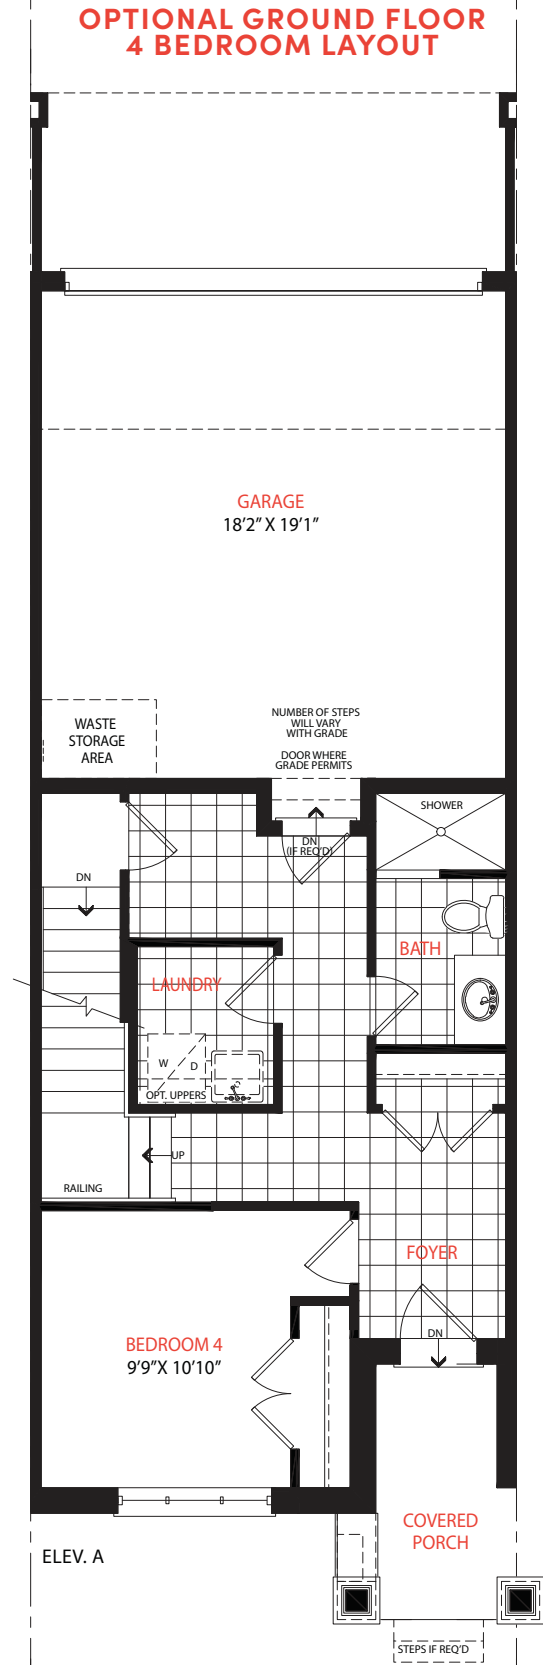 OPTIONAL GROUND FLOOR
4 BEDROOM LAYOUT
GARAGE
18'2" X 19'1"
WASTE
STORAGE
AREA
NUMBER OF STEPS
WILL VARY
WITH GRADE
DOOR WHERE
GRADE PERMITS
SHOWER
DN
(IF REQ'D)
DN
BATH
LAUNDRY
W D
OPT. UPPERS
UP
RAILING
FOYER
DN
BEDROOM 4
9'9" X 10'10"
COVERED
PORCH
ELEV. A
STEPS IF REQ'D